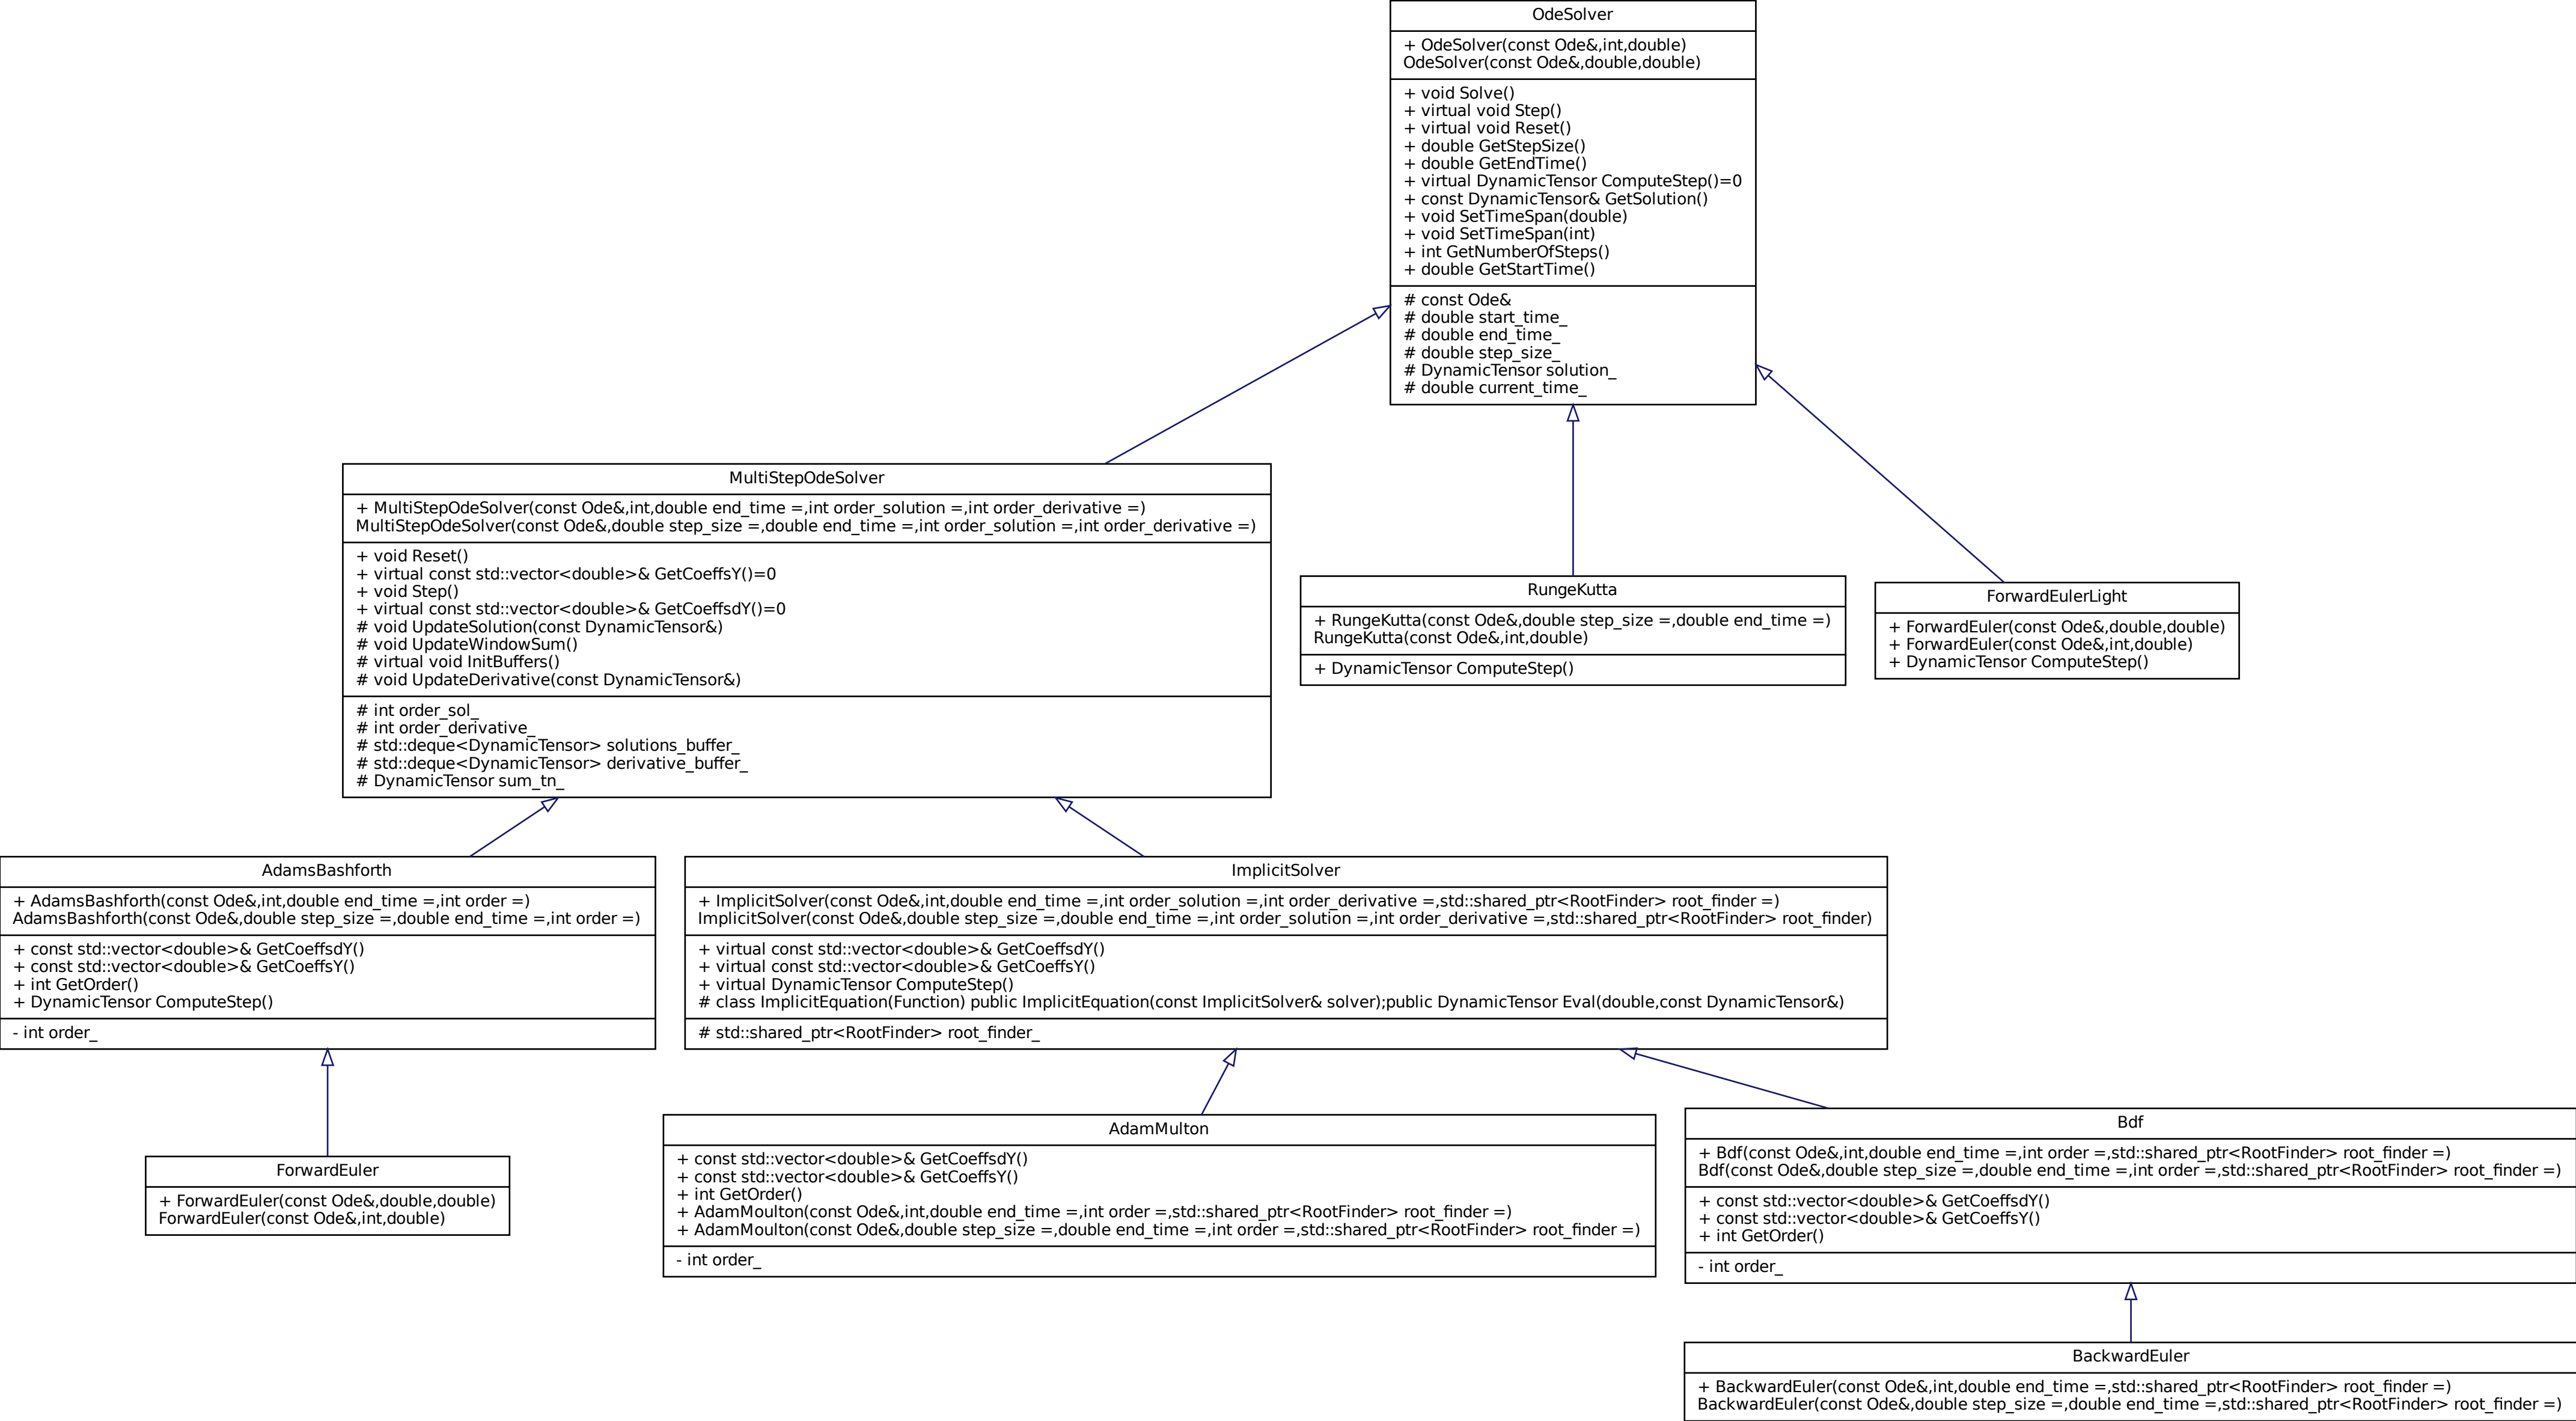 OdeSolver
+ OdeSolver(const Ode&,int,double)
OdeSolver(const Ode&,double,double)
+ void Solve()
+ virtual void Step()
+ virtual void Reset()
+ double GetStepSize()
+ double GetEndTime()
+ virtual DynamicTensor ComputeStep()=0
+ const DynamicTensor& GetSolution()
+ void SetTimeSpan(double)
+ void SetTimeSpan(int)
+ int GetNumberOfSteps()
+ double GetStartTime()
# const Ode&
# double start_time_
# double end_time_
# double step_size_
# DynamicTensor solution_
# double current_time_
MultiStepOdeSolver
+ MultiStepOdeSolver(const Ode&,int,double end_time =,int order_solution =,int order_derivative =)
MultiStepOdeSolver(const Ode&,double step_size =,double end_time =,int order_solution =,int order_derivative =)
+ void Reset()
+ virtual const std::vector<double>& GetCoeffsY()=0
+ void Step()
+ virtual const std::vector<double>& GetCoeffsdY()=0
# void UpdateSolution(const DynamicTensor&)
# void UpdateWindowSum()
# virtual void InitBuffers()
# void UpdateDerivative(const DynamicTensor&)
# int order_sol_
# int order_derivative_
# std::deque<DynamicTensor> solutions_buffer_
# std::deque<DynamicTensor> derivative_buffer_
# DynamicTensor sum_tn_
RungeKutta
+ RungeKutta(const Ode&,double step_size =,double end_time =)
RungeKutta(const Ode&,int,double)
+ DynamicTensor ComputeStep()
ForwardEulerLight
+ ForwardEuler(const Ode&,double,double)
+ ForwardEuler(const Ode&,int,double)
+ DynamicTensor ComputeStep()
AdamsBashforth
+ AdamsBashforth(const Ode&,int,double end_time =,int order =)
AdamsBashforth(const Ode&,double step_size =,double end_time =,int order =)
+ const std::vector<double>& GetCoeffsdY()
+ const std::vector<double>& GetCoeffsY()
+ int GetOrder()
+ DynamicTensor ComputeStep()
- int order_
ImplicitSolver
+ ImplicitSolver(const Ode&,int,double end_time =,int order_solution =,int order_derivative =,std::shared_ptr<RootFinder> root_finder =)
ImplicitSolver(const Ode&,double step_size =,double end_time =,int order_solution =,int order_derivative =,std::shared_ptr<RootFinder> root_finder)
+ virtual const std::vector<double>& GetCoeffsdY()
+ virtual const std::vector<double>& GetCoeffsY()
+ virtual DynamicTensor ComputeStep()
# class ImplicitEquation(Function) public ImplicitEquation(const ImplicitSolver& solver);public DynamicTensor Eval(double,const DynamicTensor&)
# std::shared_ptr<RootFinder> root_finder_
ForwardEuler
+ ForwardEuler(const Ode&,double,double)
ForwardEuler(const Ode&,int,double)
AdamMulton
+ const std::vector<double>& GetCoeffsdY()
+ const std::vector<double>& GetCoeffsY()
+ int GetOrder()
+ AdamMoulton(const Ode&,int,double end_time =,int order =,std::shared_ptr<RootFinder> root_finder =)
+ AdamMoulton(const Ode&,double step_size =,double end_time =,int order =,std::shared_ptr<RootFinder> root_finder =)
- int order_
Bdf
+ Bdf(const Ode&,int,double end_time =,int order =,std::shared_ptr<RootFinder> root_finder =)
Bdf(const Ode&,double step_size =,double end_time =,int order =,std::shared_ptr<RootFinder> root_finder =)
+ const std::vector<double>& GetCoeffsdY()
+ const std::vector<double>& GetCoeffsY()
+ int GetOrder()
- int order_
BackwardEuler
+ BackwardEuler(const Ode&,int,double end_time =,std::shared_ptr<RootFinder> root_finder =)
BackwardEuler(const Ode&,double step_size =,double end_time =,std::shared_ptr<RootFinder> root_finder =)